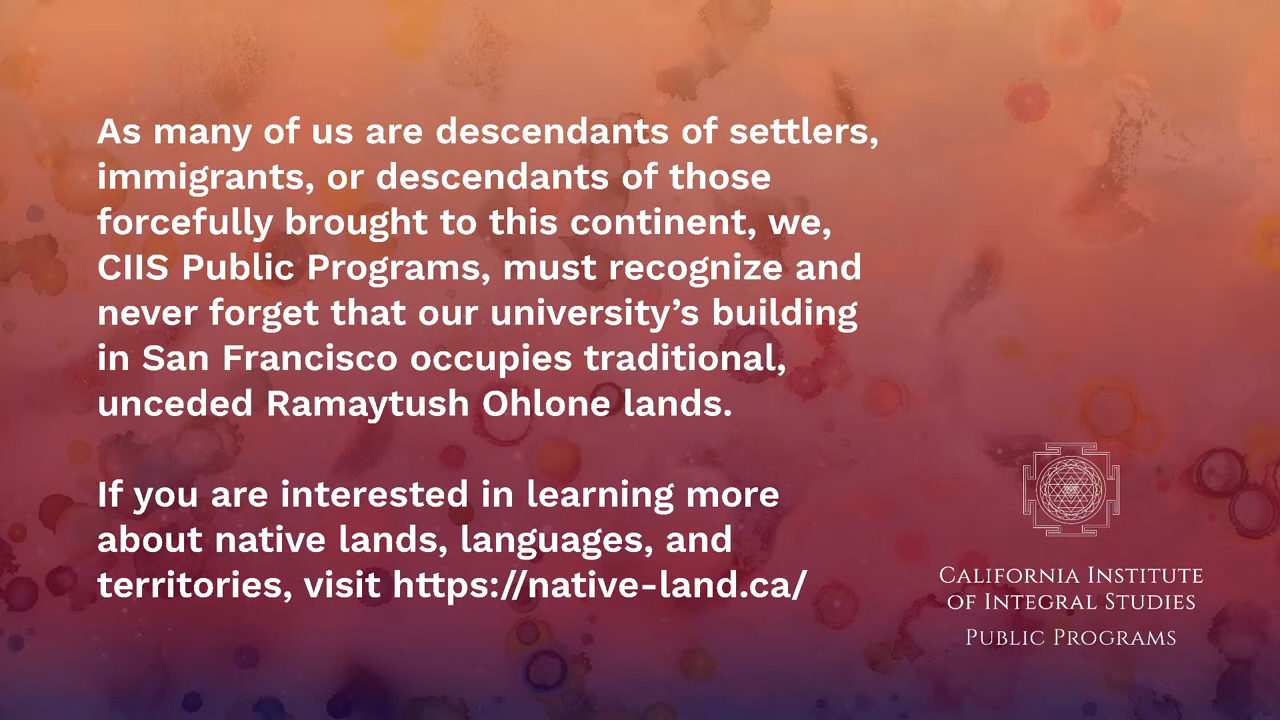 As many of us are descendants of settlers,
immigrants, or descendants of those
forcefully brought to this continent, we,
CIIS Public Programs, must recognize and
never forget that our university’s building
in San Francisco occupies traditional,
unceded Ramaytush Ohlone lands.
If you are interested in learning more
about native lands, languages, and
territories, visit https://native-land.ca/
California Institute
of Integral Studies
Public Programs